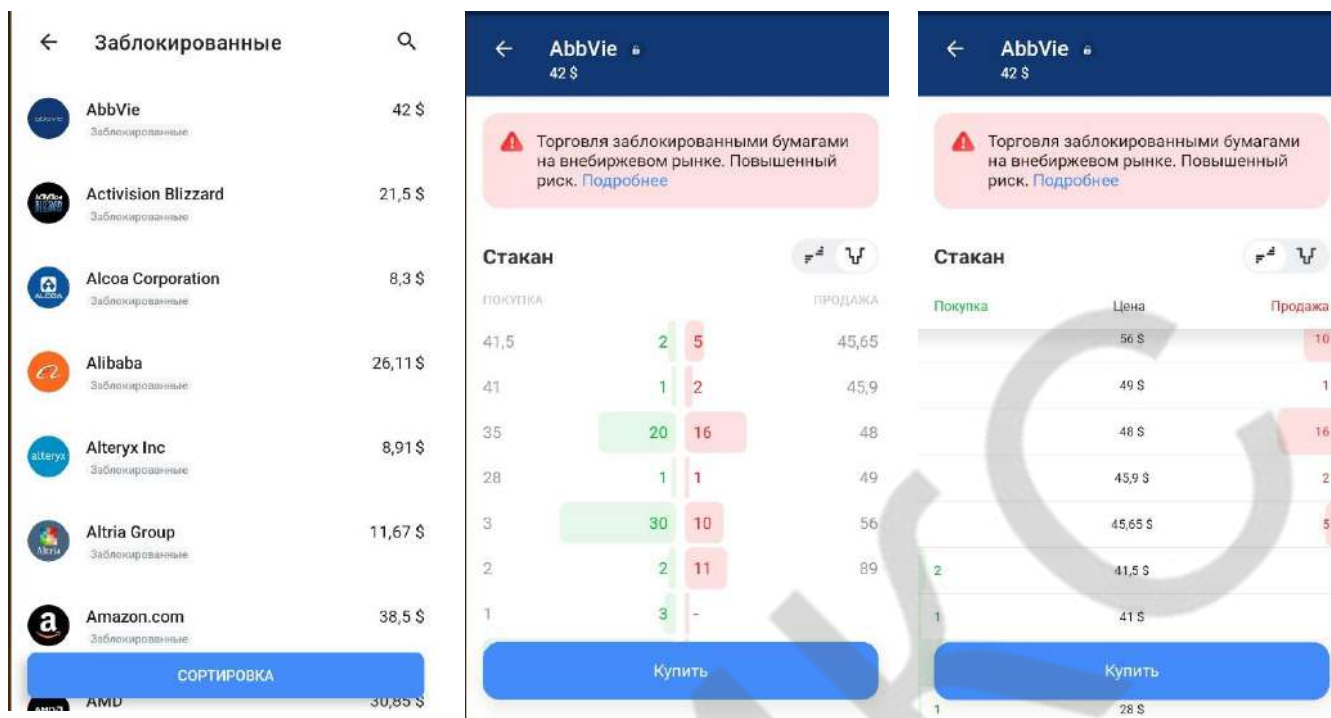 Заблокированные
AbbVie
42 $
Заблокированные
Activision Blizzard
21,5 $
Заблокированные
Alcoa Corporation
8,3 $
Заблокированные
Alibaba
26,11 $
Заблокированные
Alteryx Inc
8,91 $
Заблокированные
Altria Group
11,67 $
Заблокированные
Amazon.com
38,5 $
Заблокированные
СОРТИРОВКА
AMD
30,85 $
abbvie
ACTIVISION
BLIZZARD
ALCOA
alteryx
Altria
a
AbbVie
42 $
Торговля заблокированными бумагами
на внебиржевом рынке. Повышенный
риск. Подробнее
Стакан
ПОКУПКА ПРОДАЖА
41,5 2 5 45,65
41 1 2 45,9
35 20 16 48
28 1 1 49
3 30 10 56
2 2 11 89
1 3 -
Купить
AbbVie
42 $
Торговля заблокированными бумагами
на внебиржевом рынке. Повышенный
риск. Подробнее
Стакан
Покупка Цена Продажа
56 $ 10
49 $ 1
48 $ 16
45,9 $ 2
45,65 $ 5
2 41,5 $
1 41 $
Купить
1 28 $